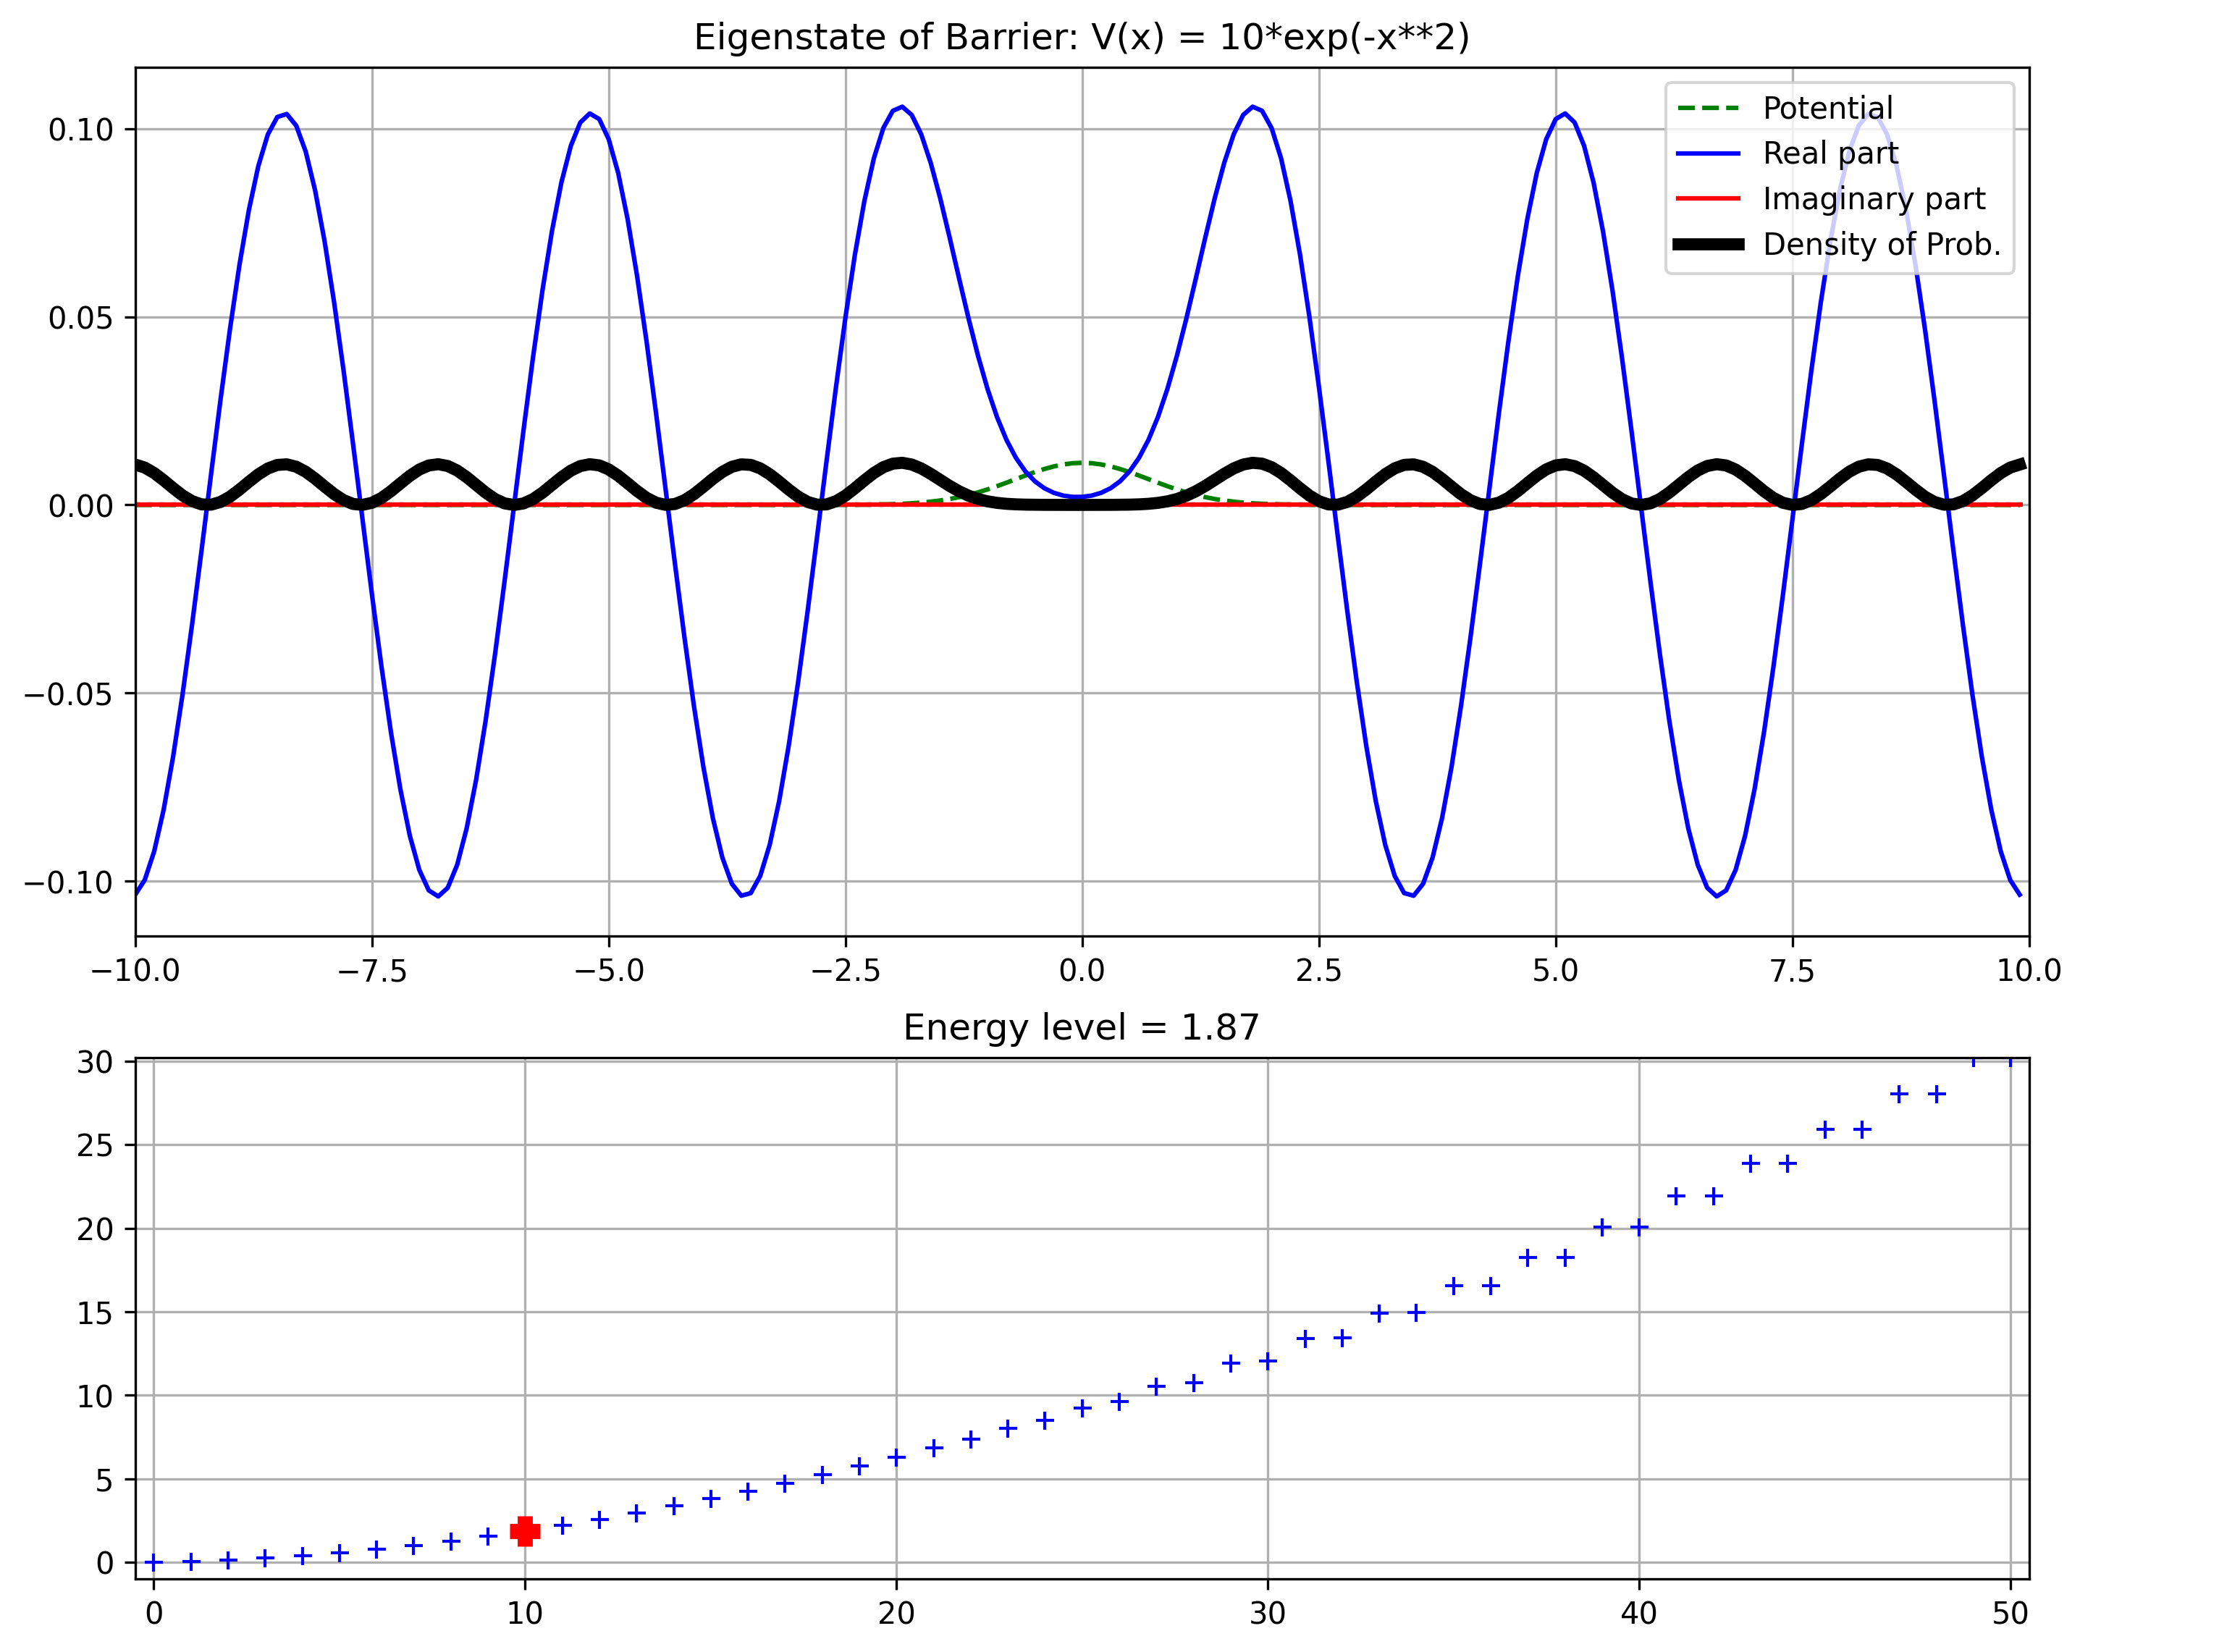 Eigenstate of Barrier: V(x) = 10*exp(-x**2)
Potential
Real part
Imaginary part
Density of Prob.
0.10
0.05
0.00
−0.05
−0.10
−10.0 −7.5 −5.0 −2.5 0.0 2.5 5.0 7.5 10.0
Energy level = 1.87
30
25
20
15
10
5
0
0 10 20 30 40 50